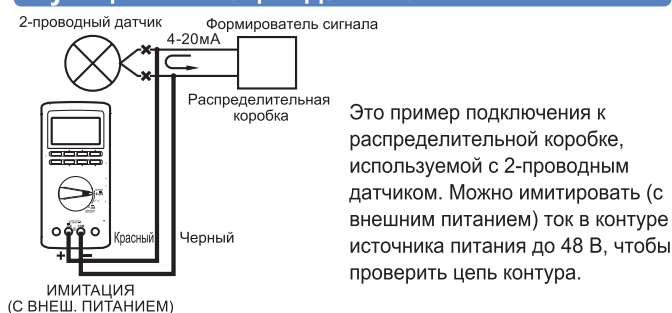 2-проводный датчик
Формирователь сигнала
4-20мА
Распределительная
коробка
Это пример подключения к
распределительной коробке,
используемой с 2-проводным
датчиком. Можно имитировать (с
внешним питанием) ток в контуре
источника питания до 48 В, чтобы
проверить цепь контура.
Красный
Черный
+ −
ИМИТАЦИЯ
(С ВНЕШ. ПИТАНИЕМ)